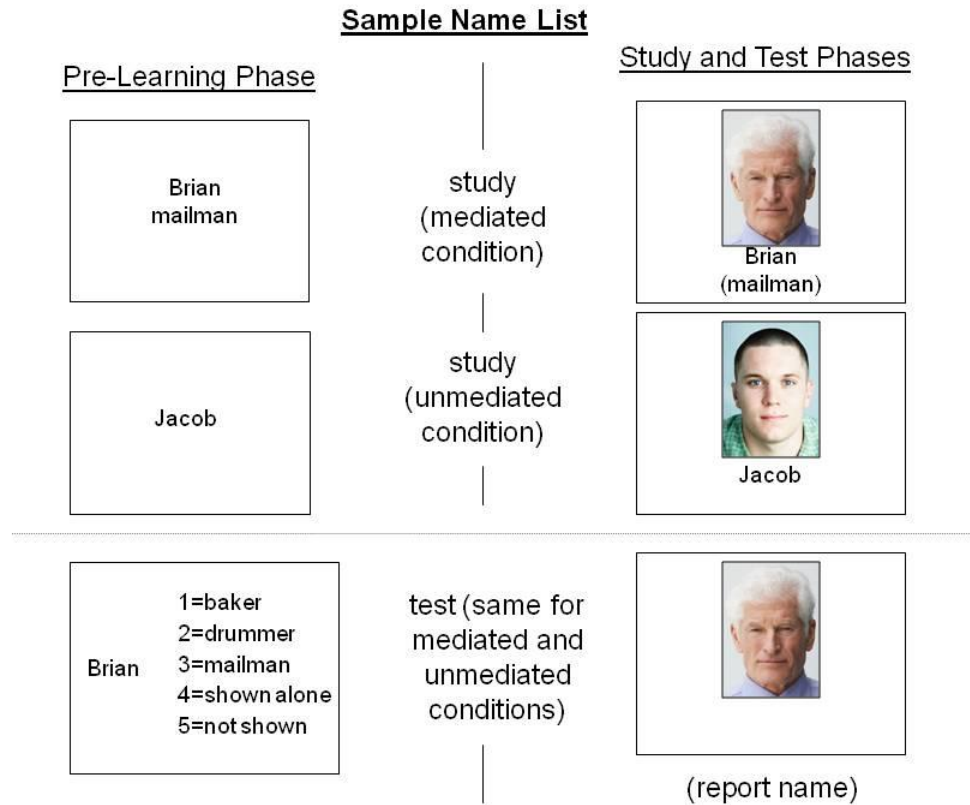 Sample Name List
Pre-Learning Phase
Study and Test Phases
Brian
mailman
study
(mediated
condition)
Brian
(mailman)
Jacob
study
(unmediated
condition)
Jacob
Brian
1=baker
2=drummer
3=mailman
4=shown alone
5=not shown
test (same for
mediated and
unmediated
conditions)
(report name)